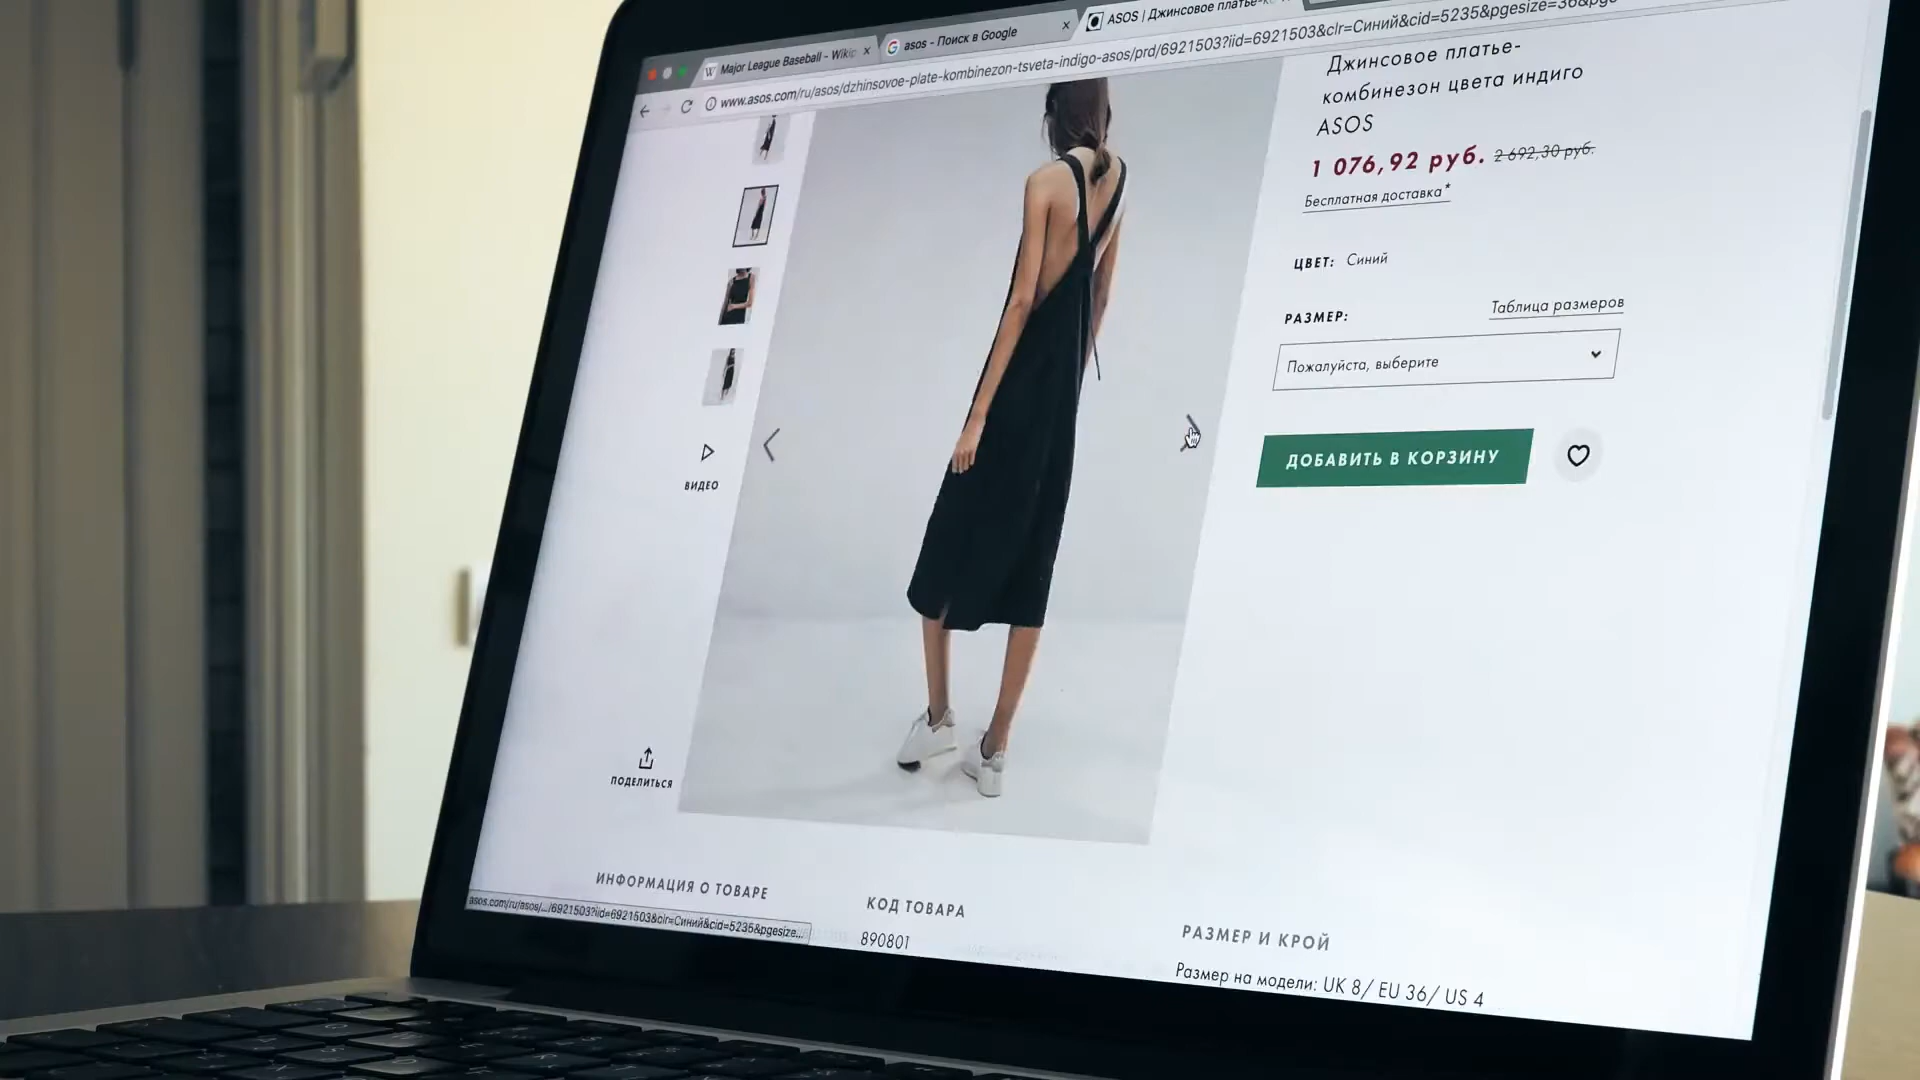 Major League Baseball - Wikip
asos - Поиск в Google
ASOS | Джинсовое платье-к
www.asos.com/ru/asos/dzhinsovoe-plate-kombinezon-tsveta-indigo-asos/prd/6921503?iid=6921503&clr=Синий&cid=5235&pgesize=36&pge
Джинсовое платье-
комбинезон цвета индиго
ASOS
1 076,92 руб. 2 692,30 руб.
Бесплатная доставка*
ЦВЕТ: Синий
РАЗМЕР: Таблица размеров
Пожалуйста, выберите
ДОБАВИТЬ В КОРЗИНУ
ВИДЕО
ПОДЕЛИТЬСЯ
ИНФОРМАЦИЯ О ТОВАРЕ
КОД ТОВАРА
890801
РАЗМЕР И КРОЙ
Размер на модели: UK 8/ EU 36/ US 4
asos.com/ru/asos/.../6921503?iid=6921503&clr=Синий&cid=5235&pgesize...